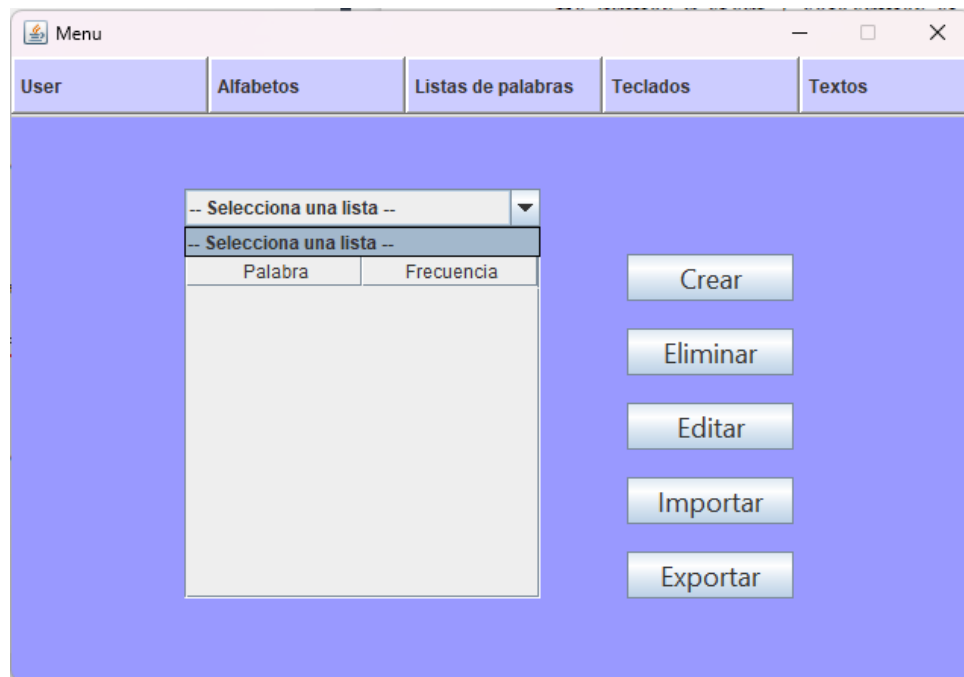 Menu
User Alfabetos Listas de palabras Teclados Textos
-- Selecciona una lista --
-- Selecciona una lista --
Palabra Frecuencia
Crear
Eliminar
Editar
Importar
Exportar